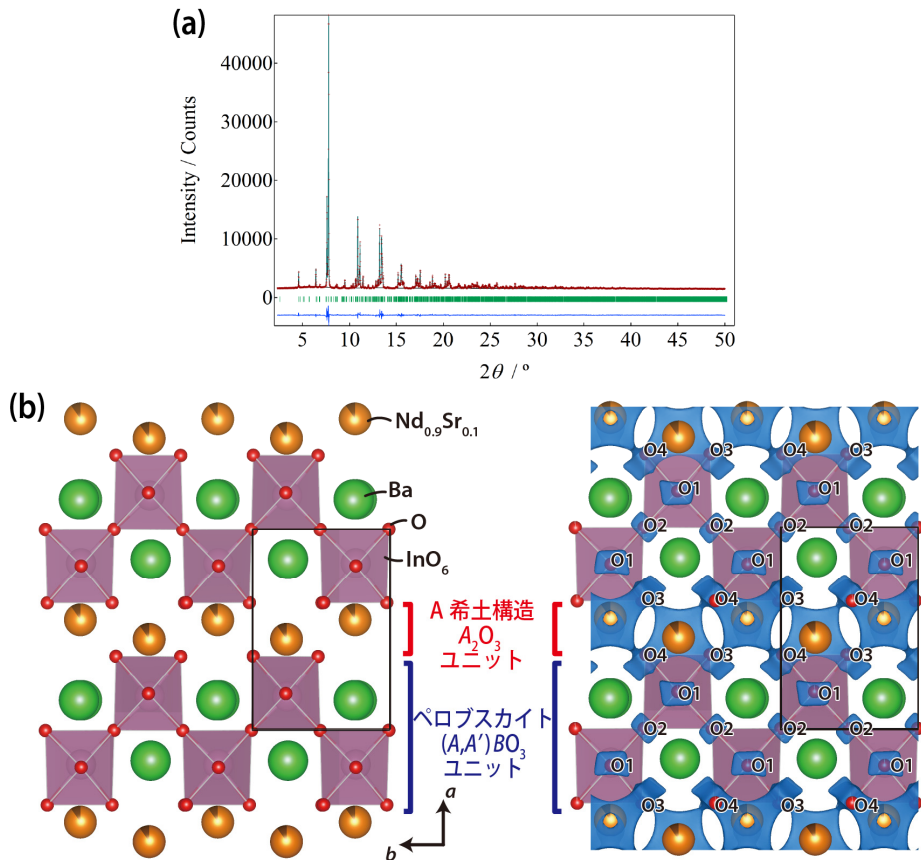 (a)
Intensity / Counts
40000
30000
20000
10000
0
5 10 15 20 25 30 35 40 45 50
2θ / º
(b)
Nd0.9Sr0.1
Ba
O
InO6
A 希土構造
A2O3
ユニット
ペロブスカイト
(A,A′)BO3
ユニット
a
b
O4 O3 O4 O3
O1 O1
O2 O2 O2 O2
O1 O1 O1
O3 O4 O3 O4 O3
O4 O3 O4 O3
O1 O1
O2 O2 O2 O2
O1 O1 O1
O3 O4 O3 O4